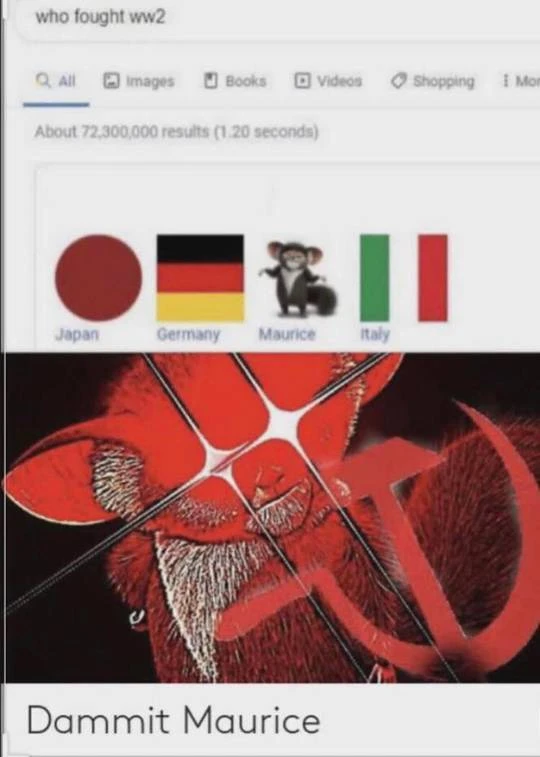 who fought ww2
All Images Books Videos Shopping Mor
About 72,300,000 results (1.20 seconds)
Japan Germany Maurice Italy
Dammit Maurice